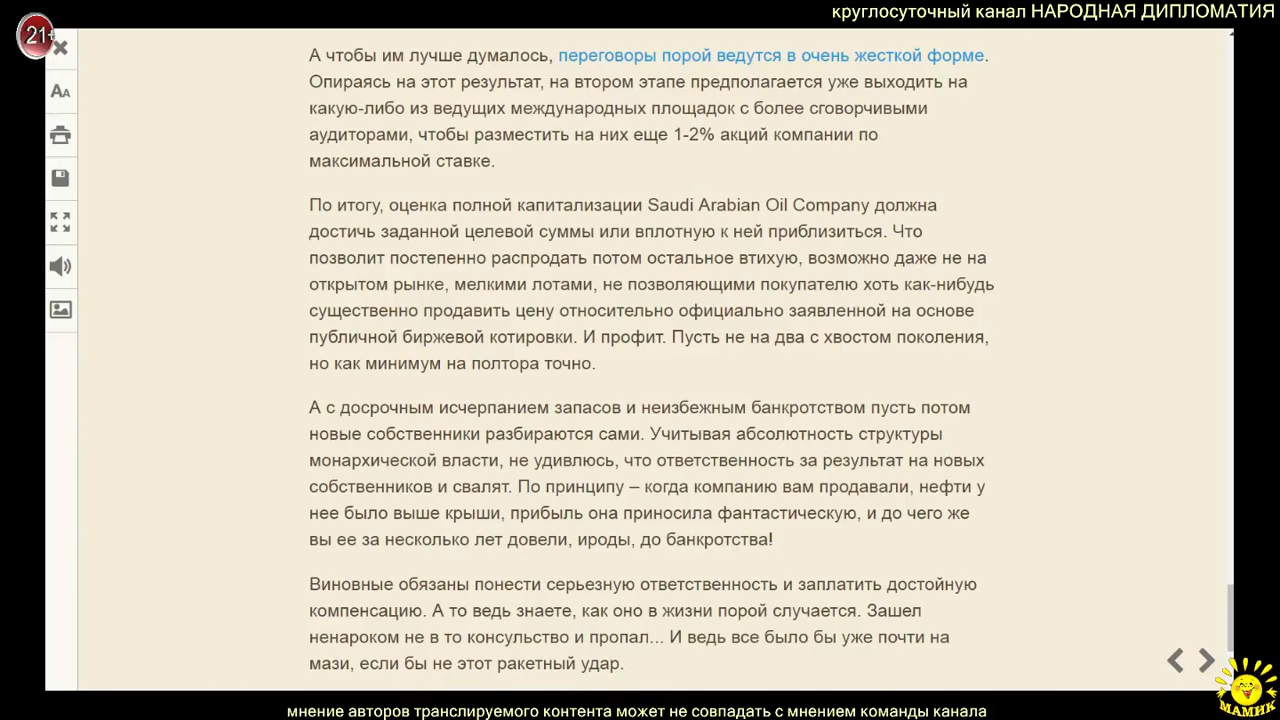 круглосуточный канал НАРОДНАЯ ДИПЛОМАТИЯ
21+
АА
А чтобы им лучше думалось, переговоры порой ведутся в очень жесткой форме.
Опираясь на этот результат, на втором этапе предполагается уже выходить на
какую-либо из ведущих международных площадок с более сговорчивыми
аудиторами, чтобы разместить на них еще 1-2% акций компании по
максимальной ставке.
По итогу, оценка полной капитализации Saudi Arabian Oil Company должна
достичь заданной целевой суммы или вплотную к ней приблизиться. Что
позволит постепенно распродать потом остальное втихую, возможно даже не на
открытом рынке, мелкими лотами, не позволяющими покупателю хоть как-нибудь
существенно продавить цену относительно официально заявленной на основе
публичной биржевой котировки. И профит. Пусть не на два с хвостом поколения,
но как минимум на полтора точно.
А с досрочным исчерпанием запасов и неизбежным банкротством пусть потом
новые собственники разбираются сами. Учитывая абсолютность структуры
монархической власти, не удивлюсь, что ответственность за результат на новых
собственников и свалят. По принципу – когда компанию вам продавали, нефти у
нее было выше крыши, прибыль она приносила фантастическую, и до чего же
вы ее за несколько лет довели, ироды, до банкротства!
Виновные обязаны понести серьезную ответственность и заплатить достойную
компенсацию. А то ведь знаете, как оно в жизни порой случается. Зашел
ненароком не в то консульство и пропал... И ведь все было бы уже почти на
мази, если бы не этот ракетный удар.
МАМИК
мнение авторов транслируемого контента может не совпадать с мнением команды канала